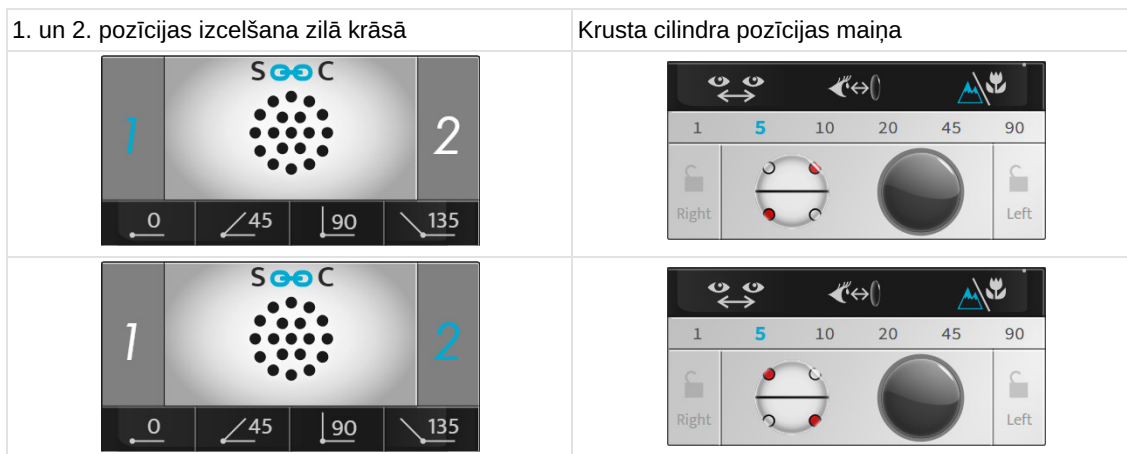 1. un 2. pozīcijas izcelšana zilā krāsā
Krusta cilindra pozīcijas maiņa
S C
1
2
0 45 90 135
1 5 10 20 45 90
Right
Left
S C
1
2
0 45 90 135
1 5 10 20 45 90
Right
Left